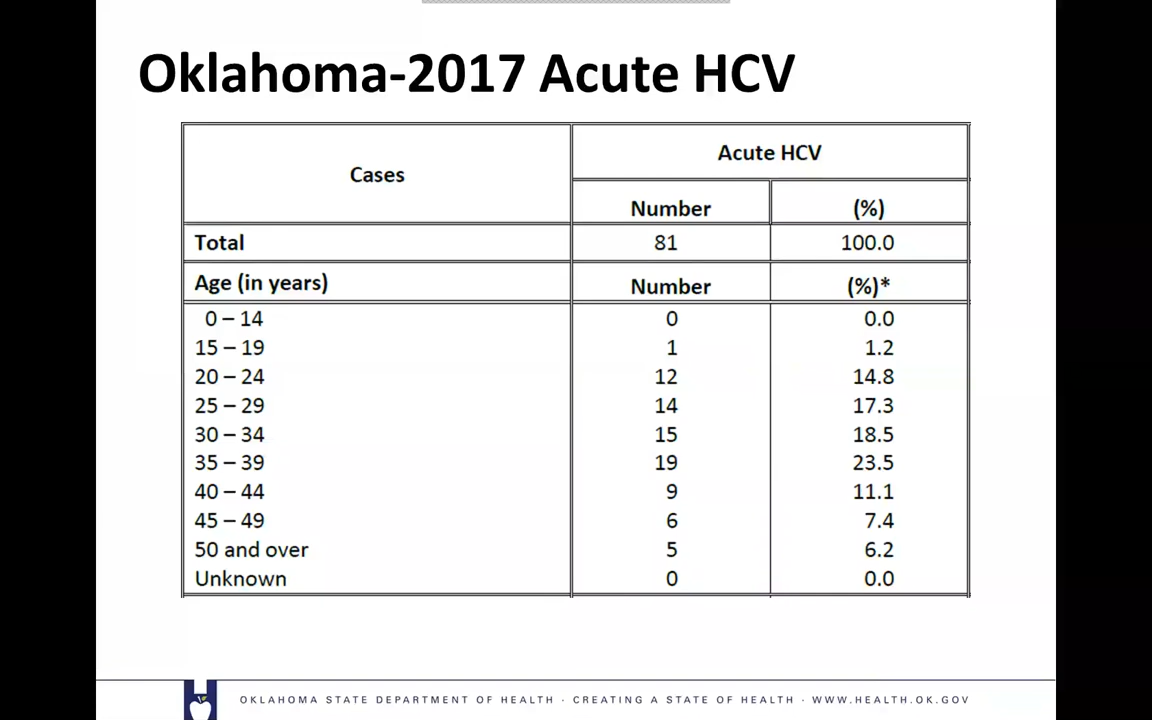 Oklahoma-2017 Acute HCV
Cases
Acute HCV
Number (%)
Total 81 100.0
Age (in years) Number (%)*
0 – 14 0 0.0
15 – 19 1 1.2
20 – 24 12 14.8
25 – 29 14 17.3
30 – 34 15 18.5
35 – 39 19 23.5
40 – 44 9 11.1
45 – 49 6 7.4
50 and over 5 6.2
Unknown 0 0.0
OKLAHOMA STATE DEPARTMENT OF HEALTH · CREATING A STATE OF HEALTH · WWW.HEALTH.OK.GOV